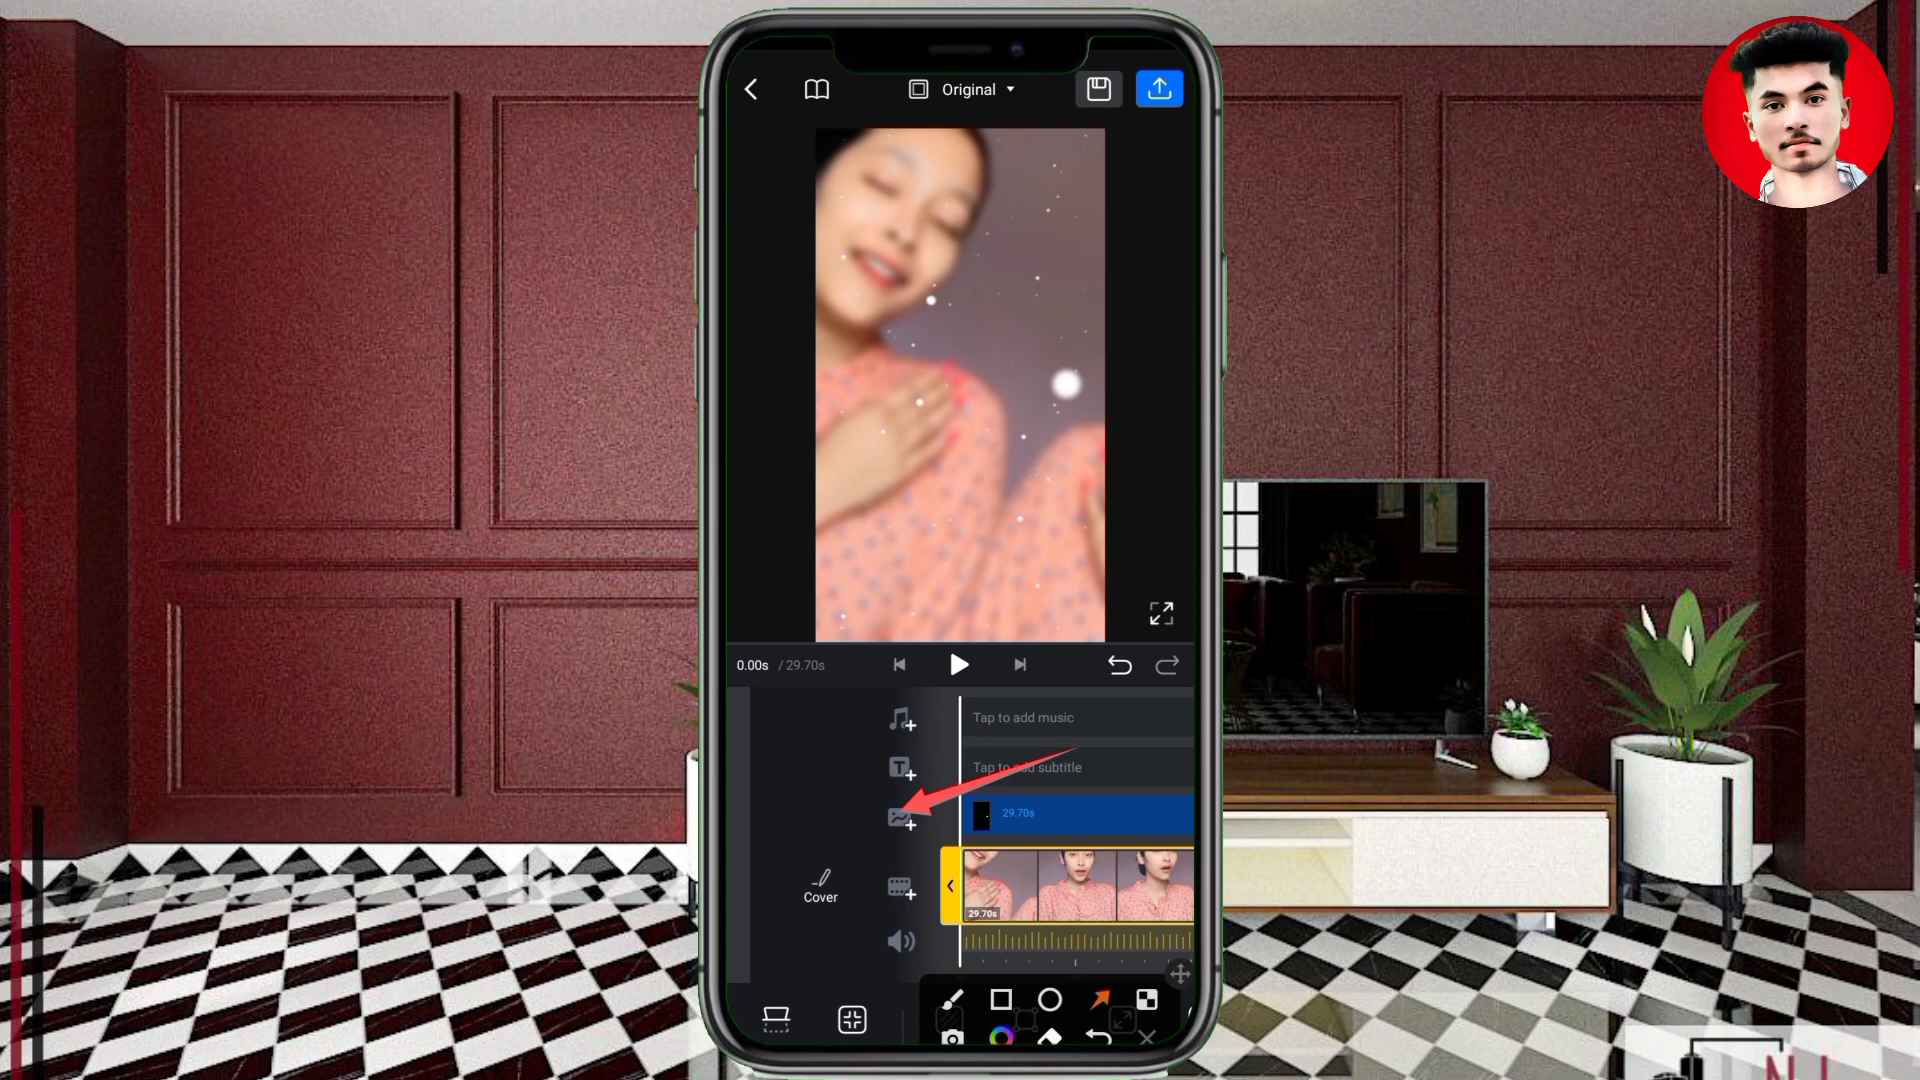 Original
0.00s / 29.70s
Tap to add music
Tap to add subtitle
29.70s
Cover
29.70s